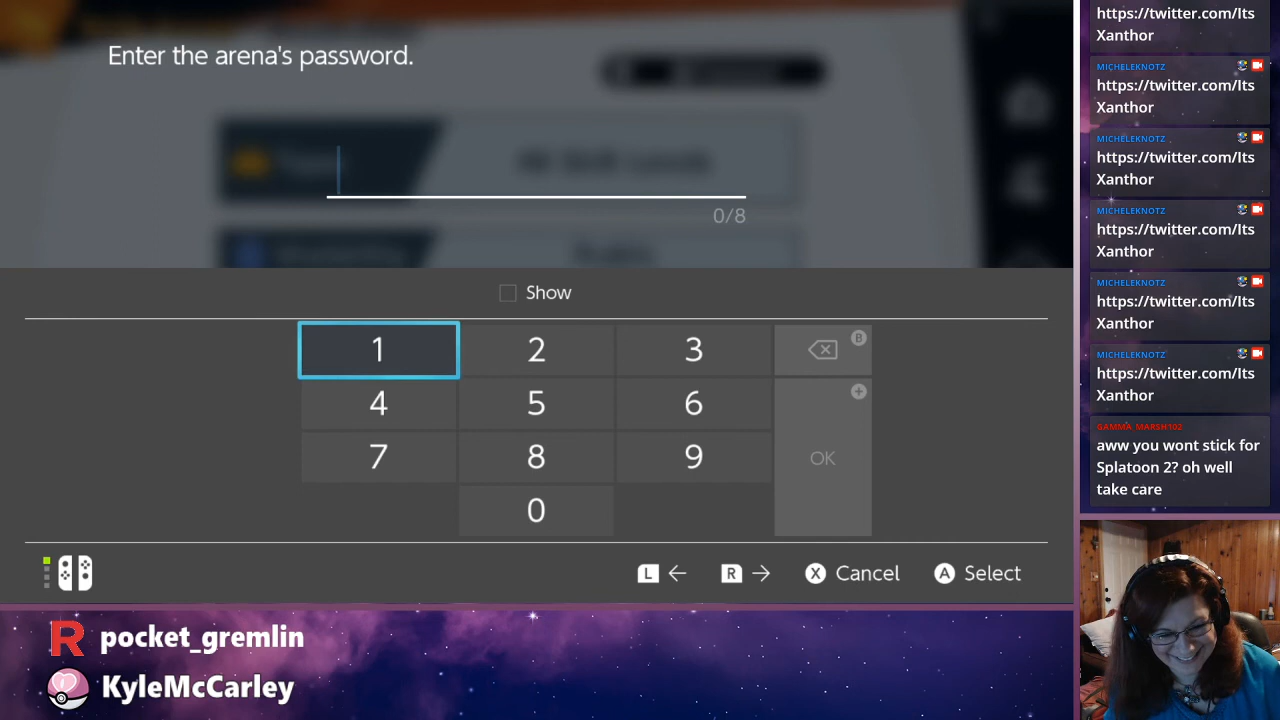 Enter the arena's password.
0/8
Show
1 2 3
B
4 5 6
+
7 8 9
OK
0
L ← R → X Cancel A Select
R pocket_gremlin
KyleMcCarley
https://twitter.com/Its
Xanthor
MICHELEKNOTZ
https://twitter.com/Its
Xanthor
MICHELEKNOTZ
https://twitter.com/Its
Xanthor
MICHELEKNOTZ
https://twitter.com/Its
Xanthor
MICHELEKNOTZ
https://twitter.com/Its
Xanthor
MICHELEKNOTZ
https://twitter.com/Its
Xanthor
GAMMA_MARSH102
aww you wont stick for
Splatoon 2? oh well
take care